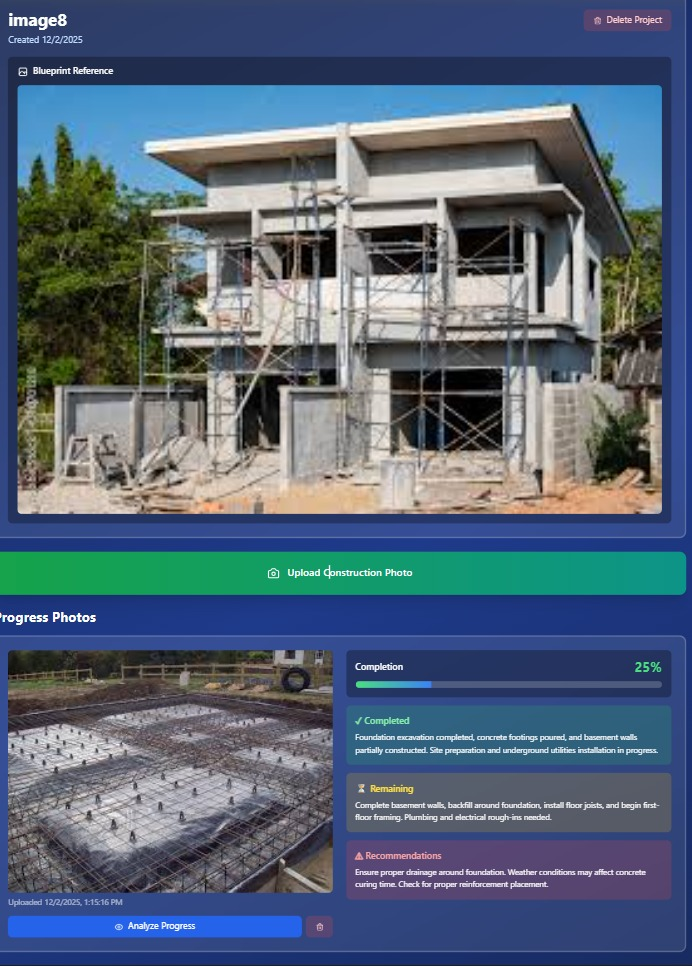 image8
Delete Project
Created 12/2/2025
Blueprint Reference
Upload Construction Photo
Progress Photos
Completion
25%
✓ Completed
Foundation excavation completed, concrete footings poured, and basement walls
partially constructed. Site preparation and underground utilities installation in progress.
⏳ Remaining
Complete basement walls, backfill around foundation, install floor joists, and begin first-
floor framing. Plumbing and electrical rough-ins needed.
⚠ Recommendations
Ensure proper drainage around foundation. Weather conditions may affect concrete
curing time. Check for proper reinforcement placement.
Uploaded 12/2/2025, 1:15:16 PM
Analyze Progress